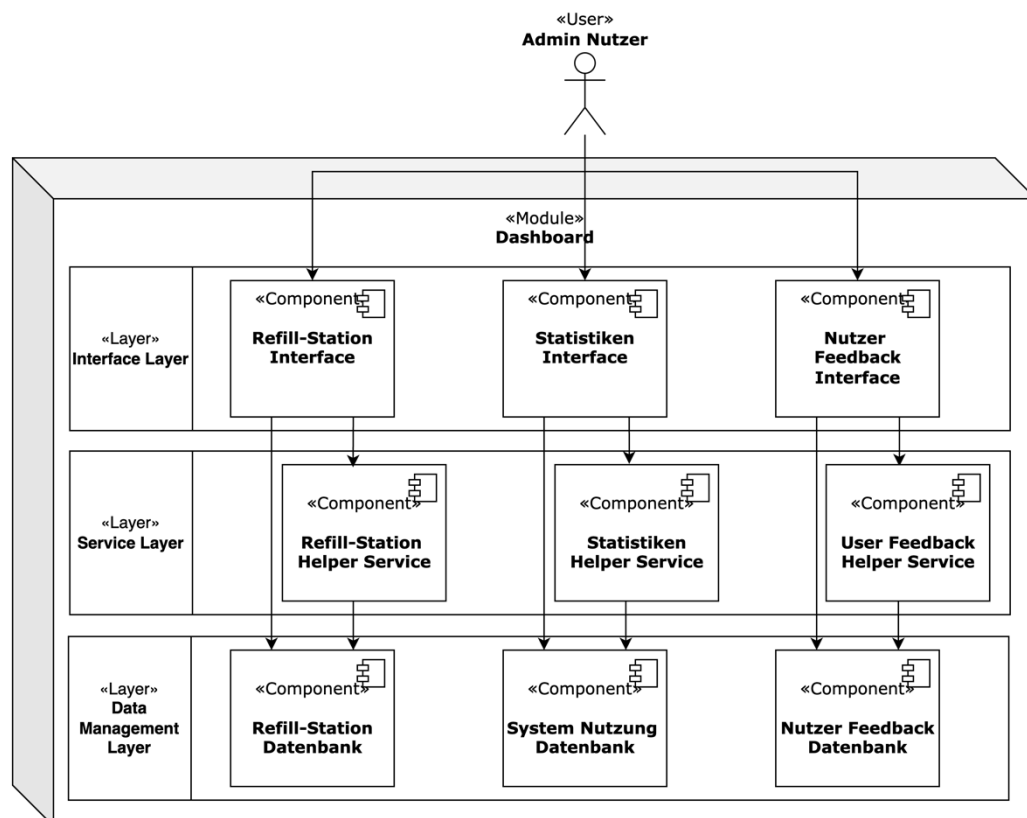 «User»
Admin Nutzer
«Module»
Dashboard
«Layer»
Interface Layer
«Component
Refill-Station
Interface
«Component
Statistiken
Interface
«Component
Nutzer
Feedback
Interface
«Layer»
Service Layer
«Component»
Refill-Station
Helper Service
«Component»
Statistiken
Helper Service
«Component»
User Feedback
Helper Service
«Layer»
Data
Management
Layer
«Component»
Refill-Station
Datenbank
«Component»
System Nutzung
Datenbank
«Component»
Nutzer Feedback
Datenbank